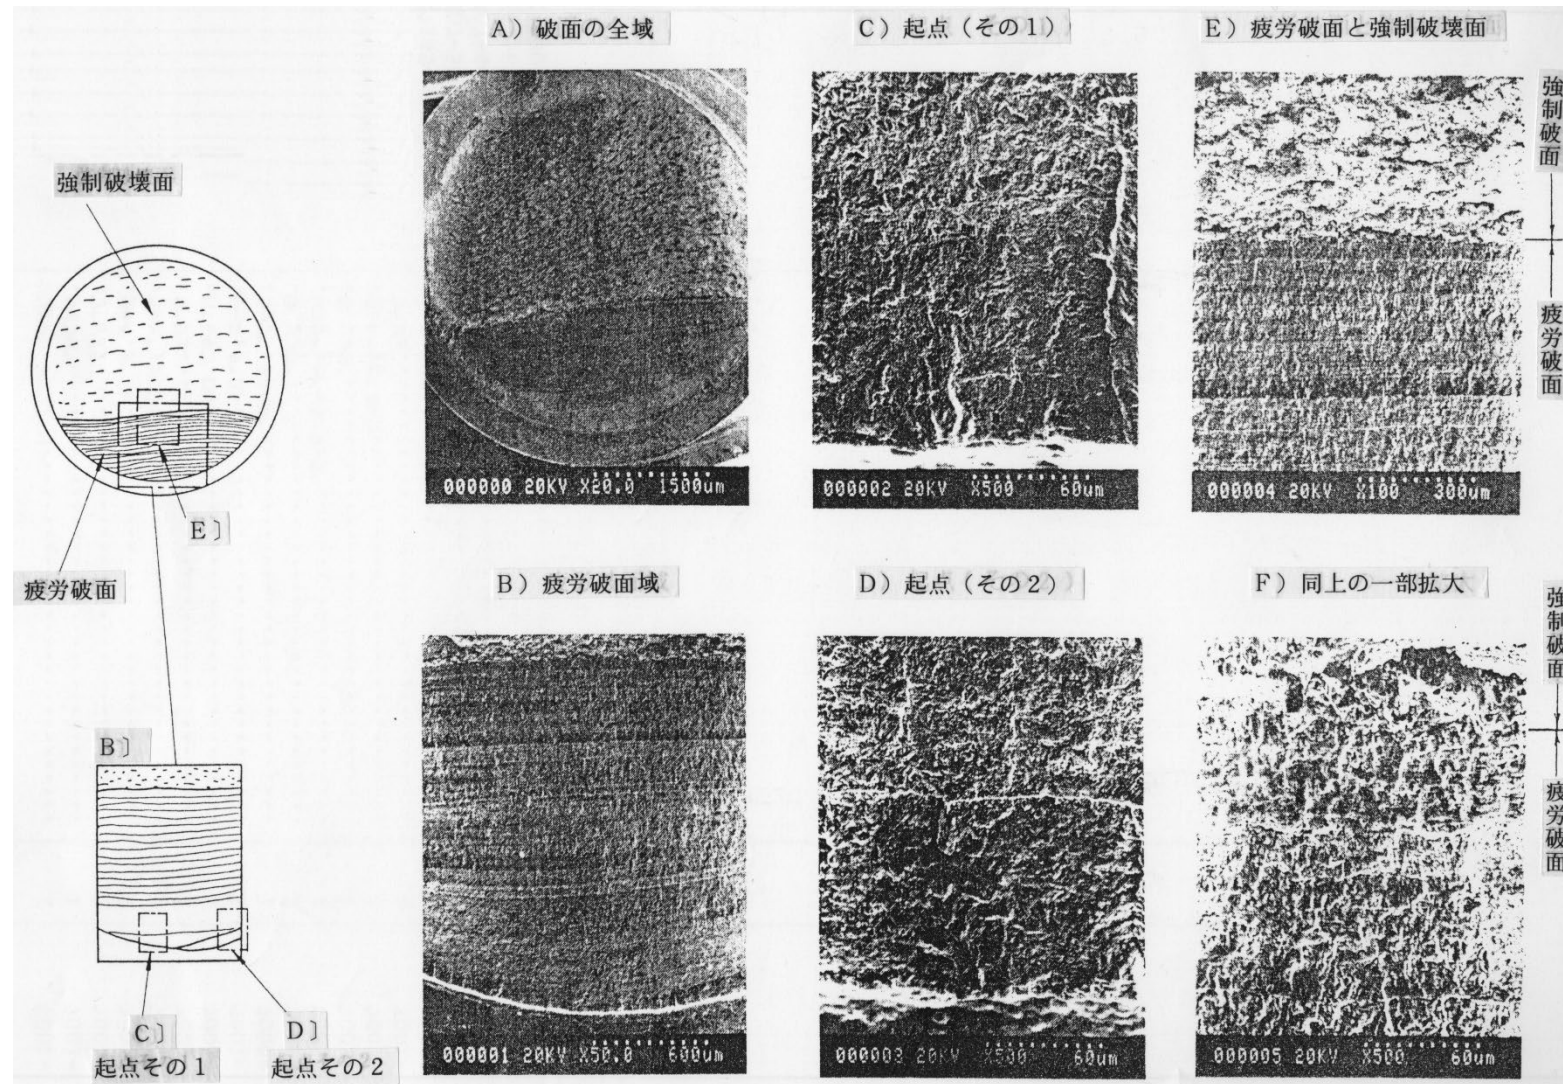 A）破面の全域
C）起点（その1）
E）疲労破面と強制破壊面
強制破壊面
強制破面
疲労破面
000000 20KV X20.0 1500um
000002 20KV X500 60um
000004 20KV X100 300um
E〕
疲労破面
B）疲労破面域
D）起点（その2）
F）同上の一部拡大
強制破面
疲労破面
B〕
C〕
起点その1
D〕
起点その2
000001 20KV X50.0 600um
000003 20KV X500 60um
000005 20KV X500 60um